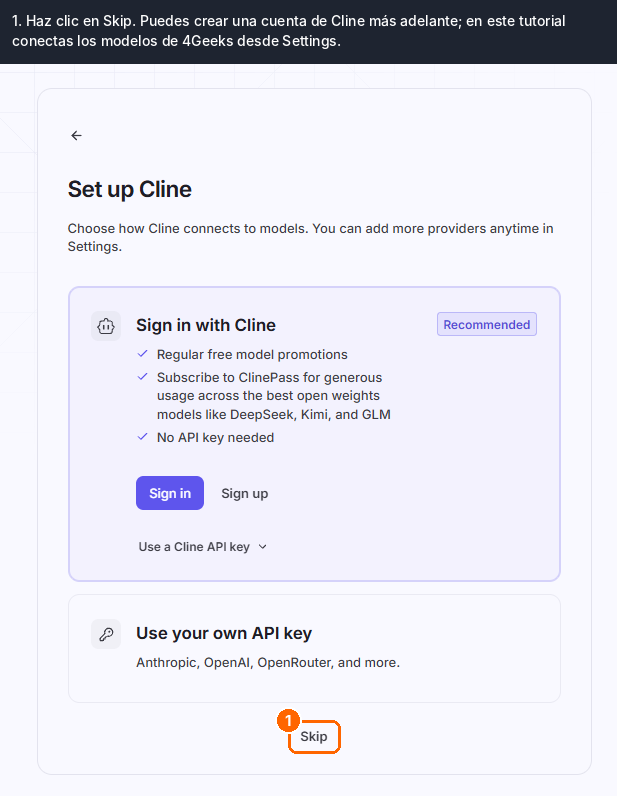 1. Haz clic en Skip. Puedes crear una cuenta de Cline más adelante; en este tutorial
conectas los modelos de 4Geeks desde Settings.
Set up Cline
Choose how Cline connects to models. You can add more providers anytime in
Settings.
Sign in with Cline
Recommended
Regular free model promotions
Subscribe to ClinePass for generous
usage across the best open weights
models like DeepSeek, Kimi, and GLM
No API key needed
Sign in
Sign up
Use a Cline API key
Use your own API key
Anthropic, OpenAI, OpenRouter, and more.
1
Skip